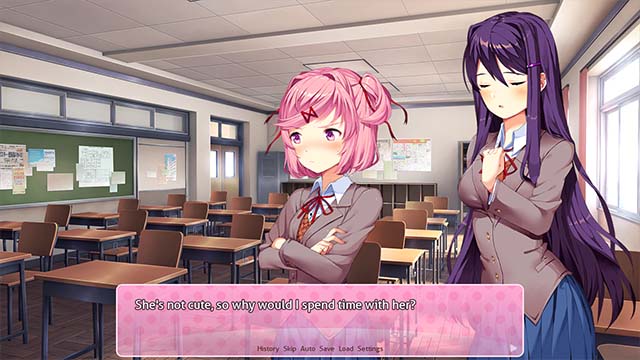 She's not cute, so why would I spend time with her?
History Skip Auto Save Load Settings